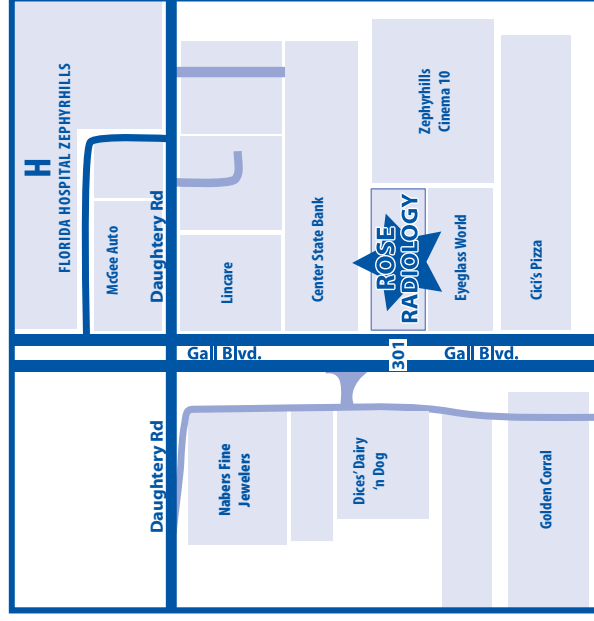 H
FLORIDA HOSPITAL ZEPHYRHILLS
McGee Auto
Daughtery Rd
Lincare
Center State Bank
ROSE
RADIOLOGY
Zephyrhills
Cinema 10
Eyeglass World
Cici's Pizza
Gall Blvd.
301
Gall Blvd.
Daughtery Rd
Nabers Fine
Jewelers
Dices' Dairy
'n Dog
Golden Corral